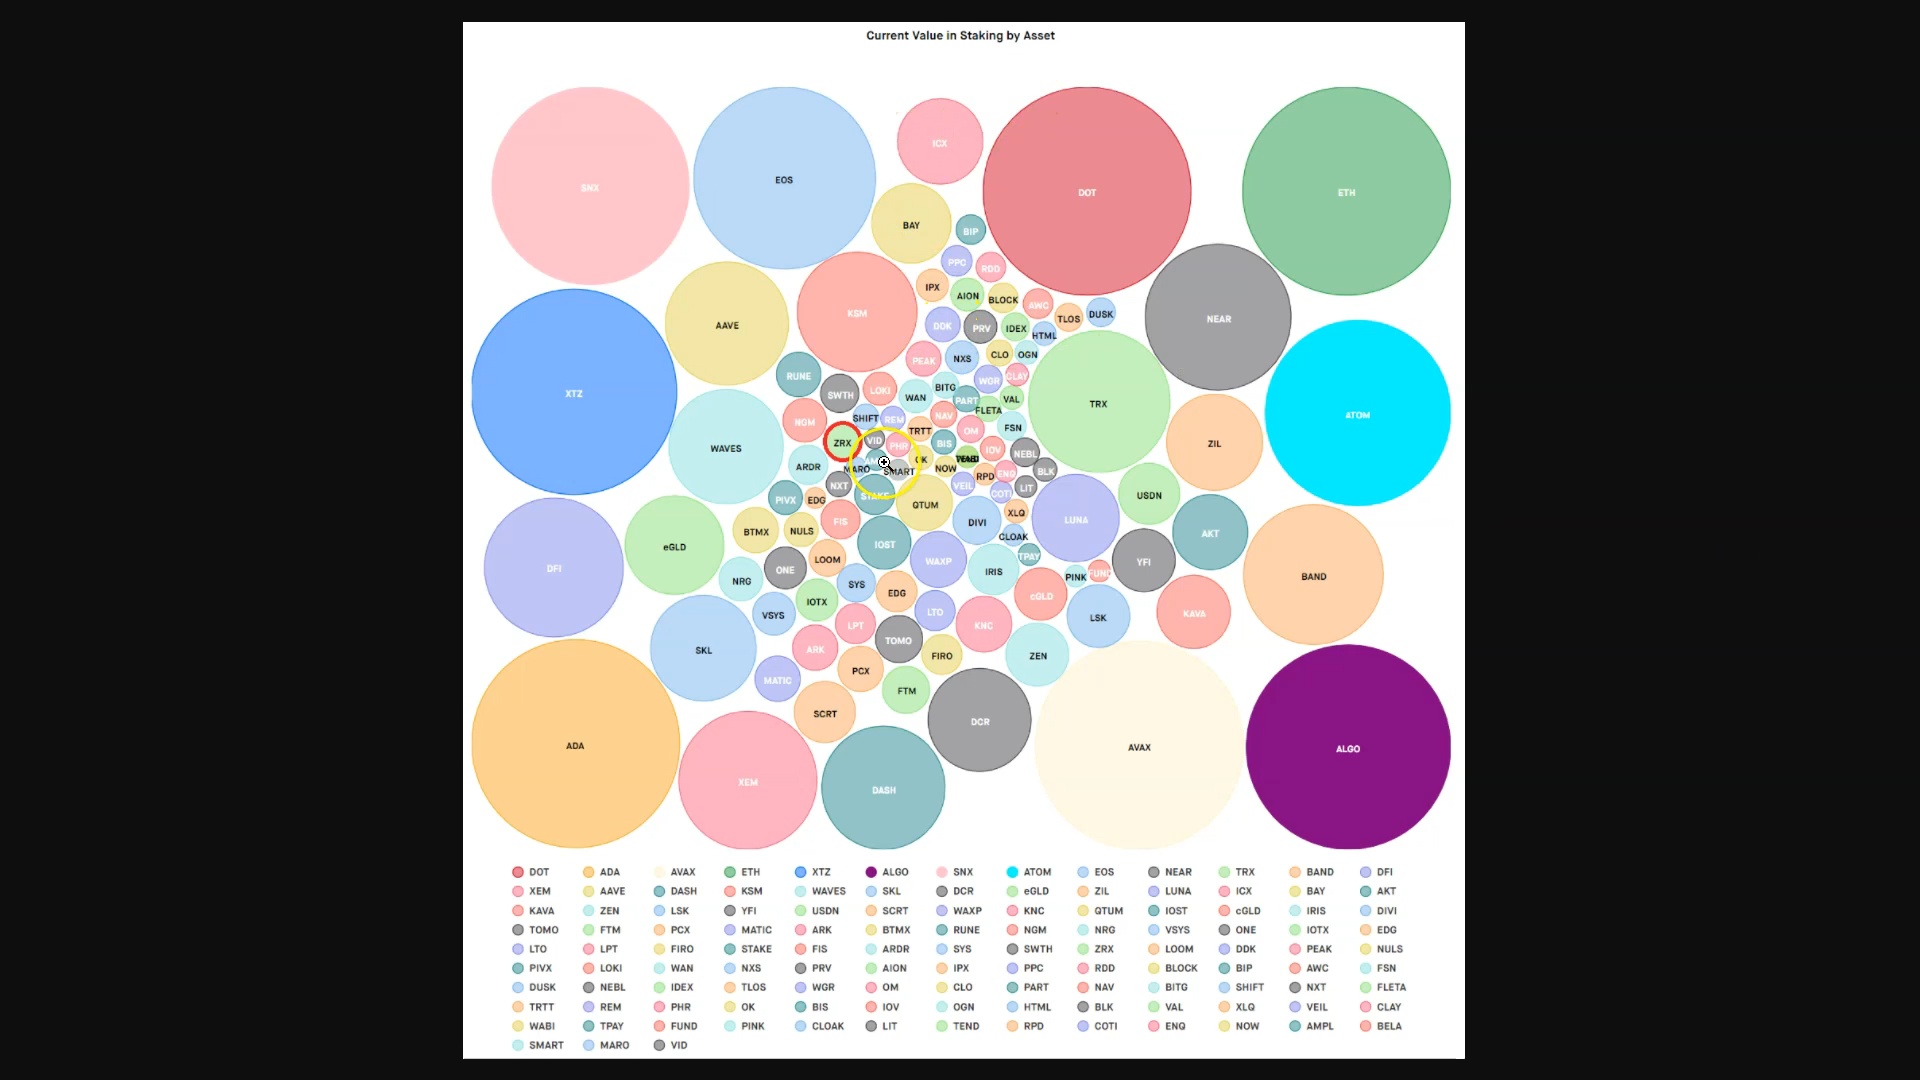 Current Value in Staking by Asset
ICX
EOS
SNX
DOT
ETH
BAY
BIP
PPC
RDD
IPX
AION
BLOCK
AWC
KSM
TLOS
DUSK
NEAR
AAVE
DDK
PRV
IDEX
HTML
NXS
CLO
OGN
PEAK
RUNE
WGR
CLAY
BITG
LOKI
XTZ
SWTH
WAN
PART
VAL
TRX
FLETA
ATOM
SHIFT
REM
NAV
NGM
TRTT
OM
FSN
ZRX
VID
BIS
ZIL
PHR
WAVES
IOV
NEBL
OK
ARDR
MARO
SMART
NOW
BLK
RPD
ENQ
NXT
VEIL
LIT
COTI
STAKE
USDN
PIVX
EDG
QTUM
XLQ
LUNA
FIS
DIVI
BTMX
NULS
AKT
CLOAK
IOST
eGLD
TPAY
LOOM
WAXP
YFI
DFI
ONE
IRIS
FUND
PINK
BAND
NRG
SYS
EDG
cGLD
IOTX
LTO
KAVA
VSYS
LSK
LPT
KNC
TOMO
SKL
ARK
FIRO
ZEN
PCX
MATIC
FTM
SCRT
DCR
ADA
AVAX
ALGO
XEM
DASH
DOT ADA AVAX ETH XTZ ALGO SNX ATOM EOS NEAR TRX BAND DFI
XEM AAVE DASH KSM WAVES SKL DCR eGLD ZIL LUNA ICX BAY AKT
KAVA ZEN LSK YFI USDN SCRT WAXP KNC QTUM IOST cGLD IRIS DIVI
TOMO FTM PCX MATIC ARK BTMX RUNE NGM NRG VSYS ONE IOTX EDG
LTO LPT FIRO STAKE FIS ARDR SYS SWTH ZRX LOOM DDK PEAK NULS
PIVX LOKI WAN NXS PRV AION IPX PPC RDD BLOCK BIP AWC FSN
DUSK NEBL IDEX TLOS WGR OM CLO PART NAV BITG SHIFT NXT FLETA
TRTT REM PHR OK BIS IOV OGN HTML BLK VAL XLQ VEIL CLAY
WABI TPAY FUND PINK CLOAK LIT TEND RPD COTI ENQ NOW AMPL BELA
SMART MARO VID